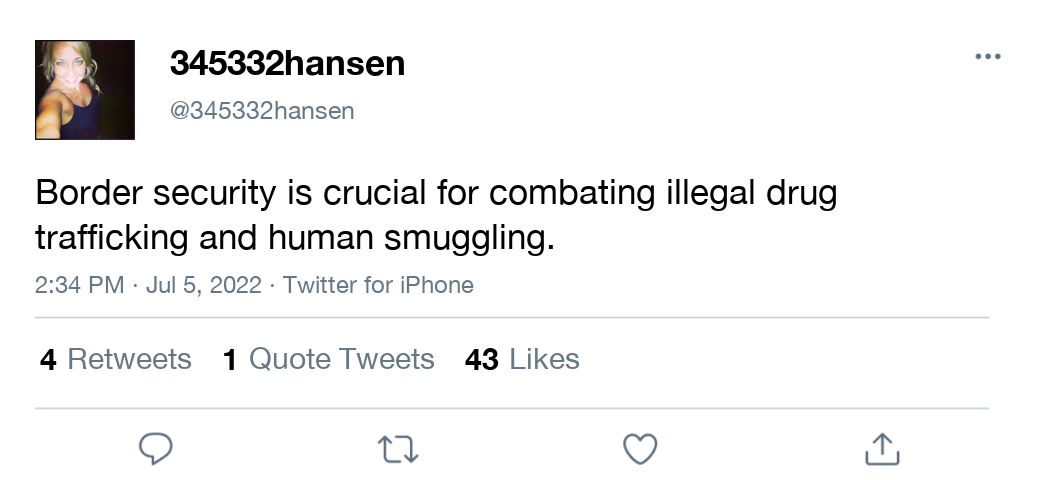 345332hansen
@345332hansen
Border security is crucial for combating illegal drug
trafficking and human smuggling.
2:34 PM · Jul 5, 2022 · Twitter for iPhone
4 Retweets 1 Quote Tweets 43 Likes